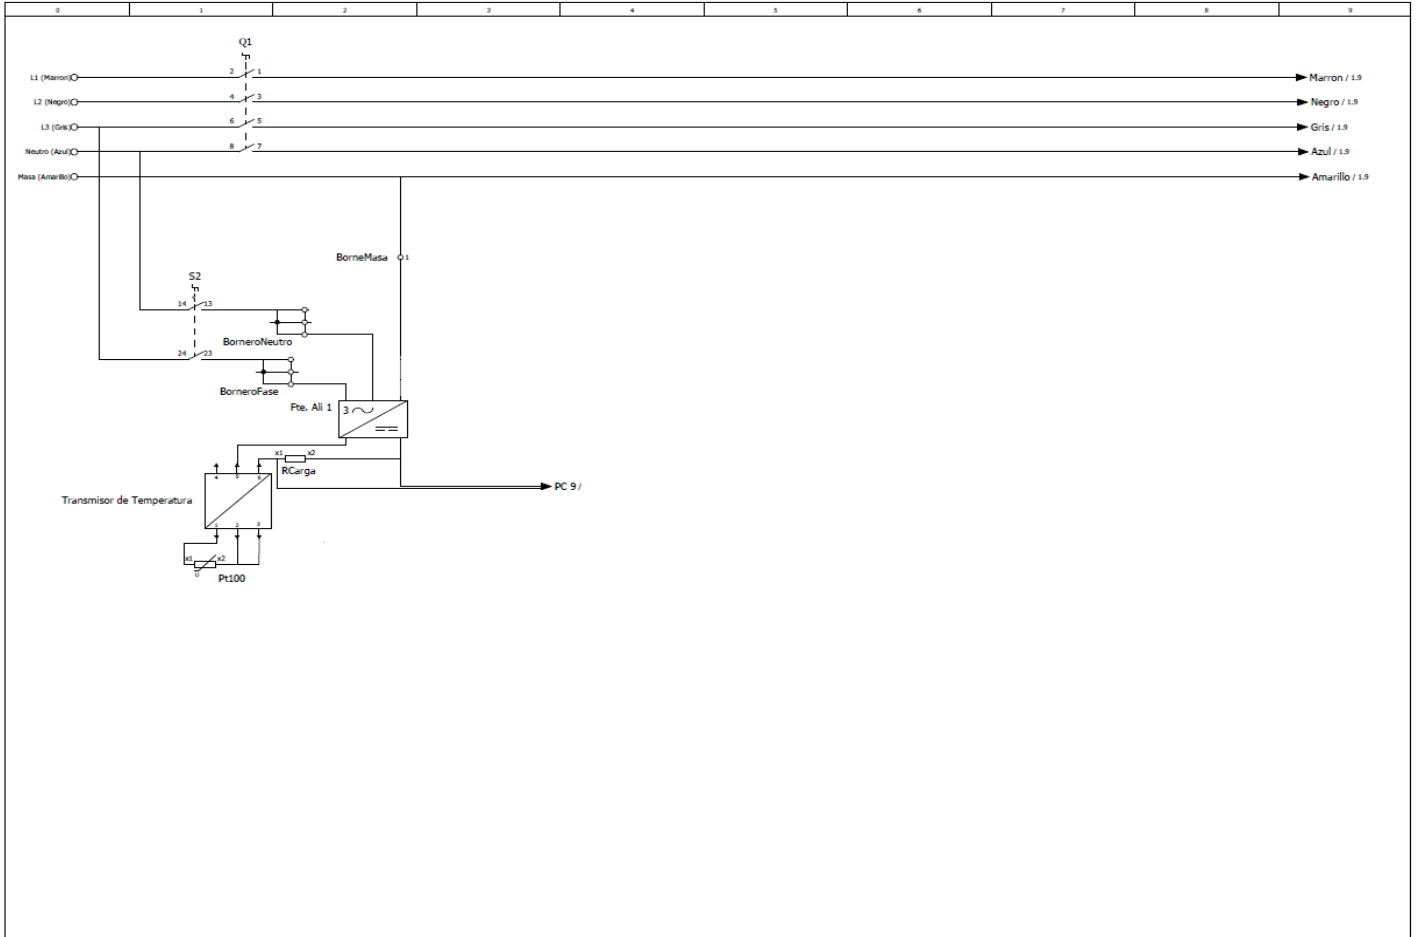 0 1 2 3 4 5 6 7 8 9
Q1
L1 (Marron) 2 1 Marron / 1.9
L2 (Negro) 4 3 Negro / 1.9
L3 (Gris) 6 5 Gris / 1.9
Neutro (Azul) 8 7 Azul / 1.9
Masa (Amarillo) Amarillo / 1.9
BorneMasa 1
S2
14 13
BorneroNeutro
24 23
BorneroFase
Fte. Ali 1 3
x1 x2
RCarga
4 5 6
PC 9 /
Transmisor de Temperatura
1 2 3
x1 x2
U
Pt100